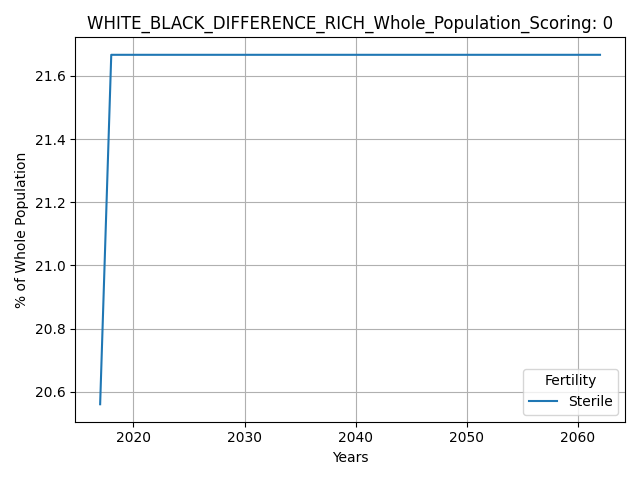 WHITE_BLACK_DIFFERENCE_RICH_Whole_Population_Scoring: 0
% of Whole Population
21.6
21.4
21.2
21.0
20.8
20.6
Fertility
Sterile
2020 2030 2040 2050 2060
Years